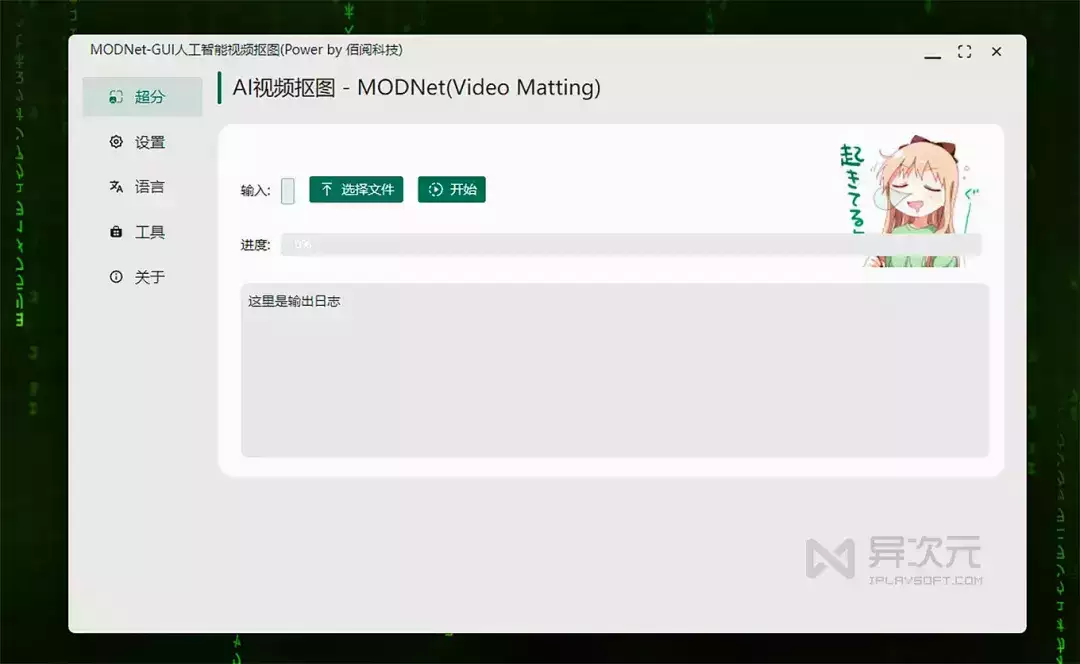 MODNet-GUI人工智能视频抠图(Power by 佰阅科技)
超分
设置
语言
工具
关于
AI视频抠图 - MODNet(Video Matting)
输入:
选择文件
开始
起きてる」
ぐ
进度:
0%
这里是输出日志
异次元
IPLAYSOFT.COM